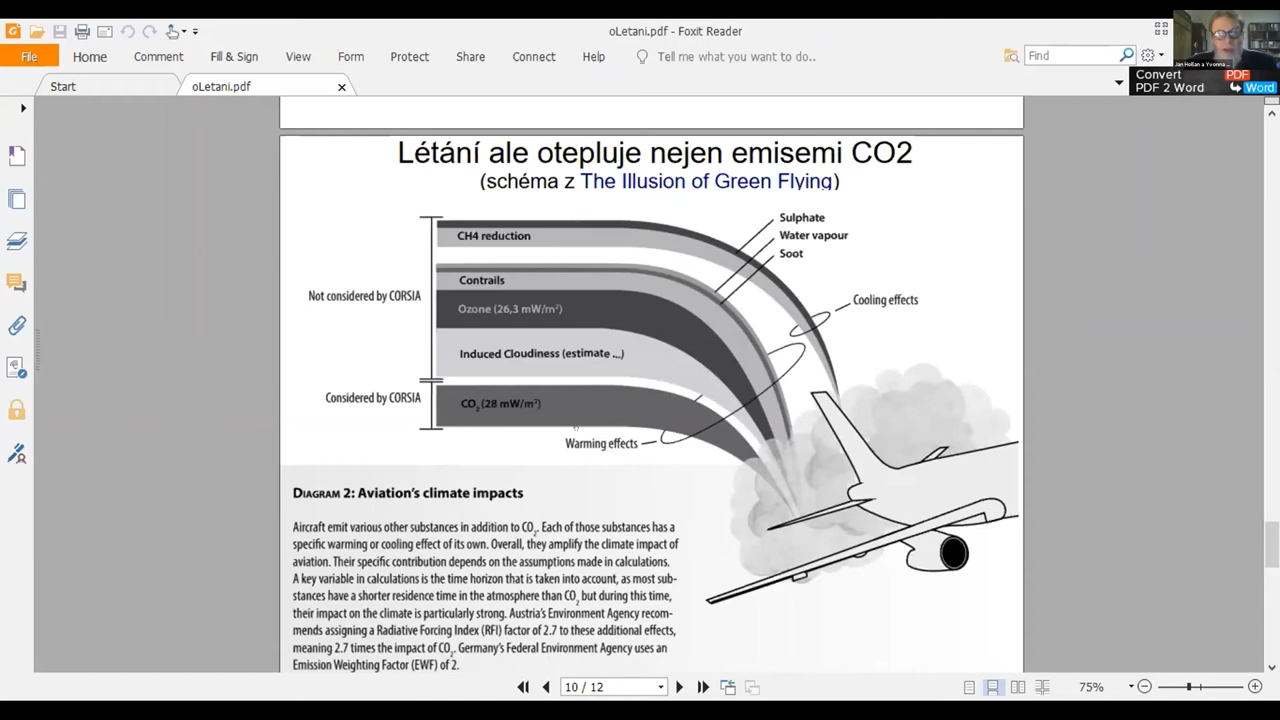 oLetani.pdf - Foxit Reader
File Home Comment Fill & Sign View Form Protect Share Connect Help Tell me what you want to do.. Find
Jan Hollan a Yvonna ...
Convert PDF
PDF 2 Word Word
Start oLetani.pdf
Létání ale otepluje nejen emisemi CO2
(schéma z The Illusion of Green Flying)
Sulphate
Water vapour
Soot
CH4 reduction
Contrails
Not considered by CORSIA
Cooling effects
Ozone (26,3 mW/m²)
Induced Cloudiness (estimate ...)
Considered by CORSIA
CO2 (28 mW/m²)
Warming effects
DIAGRAM 2: Aviation's climate impacts
Aircraft emit various other substances in addition to CO2. Each of those substances has a
specific warming or cooling effect of its own. Overall, they amplify the climate impact of
aviation. Their specific contribution depends on the assumptions made in calculations.
A key variable in calculations is the time horizon that is taken into account, as most sub-
stances have a shorter residence time in the atmosphere than CO2 but during this time,
their impact on the climate is particularly strong. Austria's Environment Agency recom-
mends assigning a Radiative Forcing Index (RFI) factor of 2.7 to these additional effects,
meaning 2.7 times the impact of CO2. Germany's Federal Environment Agency uses an
Emission Weighting Factor (EWF) of 2.
10 / 12
75%